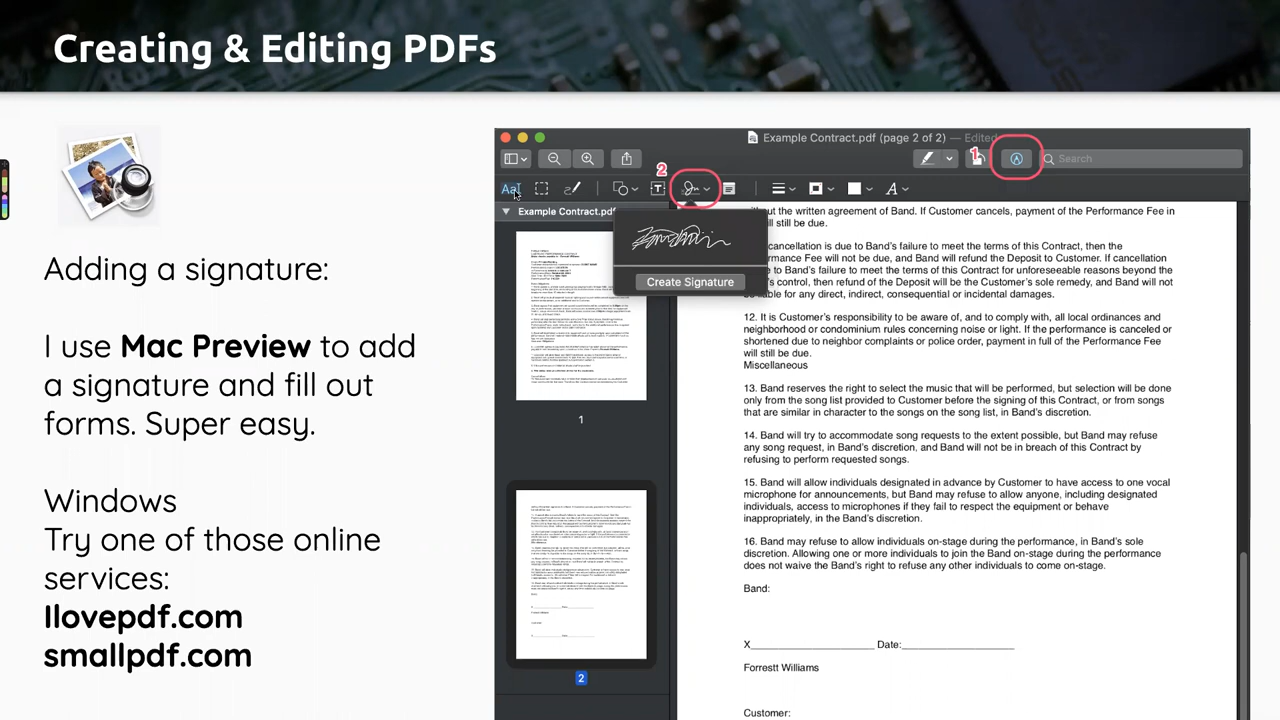 Creating & Editing PDFs
Adding a signature:
I use Mac Preview to add
a signature and fill out
forms. Super easy.
Windows
Try one of those online
services:
Ilovepdf.com
smallpdf.com
Example Contract.pdf (page 2 of 2) — Edited
1
Search
2
Aa
T
A
Example Contract.pdf
Create Signature
1
2
without the written agreement of Band. If Customer cancels, payment of the Performance Fee in
still be due.
cancellation is due to Band's failure to meet the terms of this Contract, then the
Fee will not be due, and Band will refund the Deposit to Customer. If cancellation
to Band's failure to meet the terms of this Contract for unforeseeable reasons beyond the
control, then refund of the Deposit will be Customer's sole remedy, and Band will not
be liable for any direct, indirect, consequential or incidental damages.
12. It is Customer's responsibility to be aware of, and to comply with, all local ordinances and
neighborhood/condominium rules concerning noise or light. If the performance is canceled or
shortened due to neighbor complaints or police order, payment in full of the Performance Fee
will still be due.
Miscellaneous
13. Band reserves the right to select the music that will be performed, but selection will be done
only from the song list provided to Customer before the signing of this Contract, or from songs
that are similar in character to the songs on the song list, in Band's discretion.
14. Band will try to accommodate song requests to the extent possible, but Band may refuse
any song request, in Band's discretion, and Band will not be in breach of this Contract by
refusing to perform requested songs.
15. Band will allow individuals designated in advance by Customer to have access to one vocal
microphone for announcements, but Band may refuse to allow anyone, including designated
individuals, access to microphones if they fail to respect the equipment or behave
inappropriately, in the Band's discretion.
16. Band may refuse to allow individuals on-stage during the performance, in Band's sole
discretion. Allowing one or more individuals to join the Band on-stage during the performance
does not waive the Band's right to refuse any other individuals to come on-stage.
Band:
X______________________ Date:____________________
Forrestt Williams
Customer: